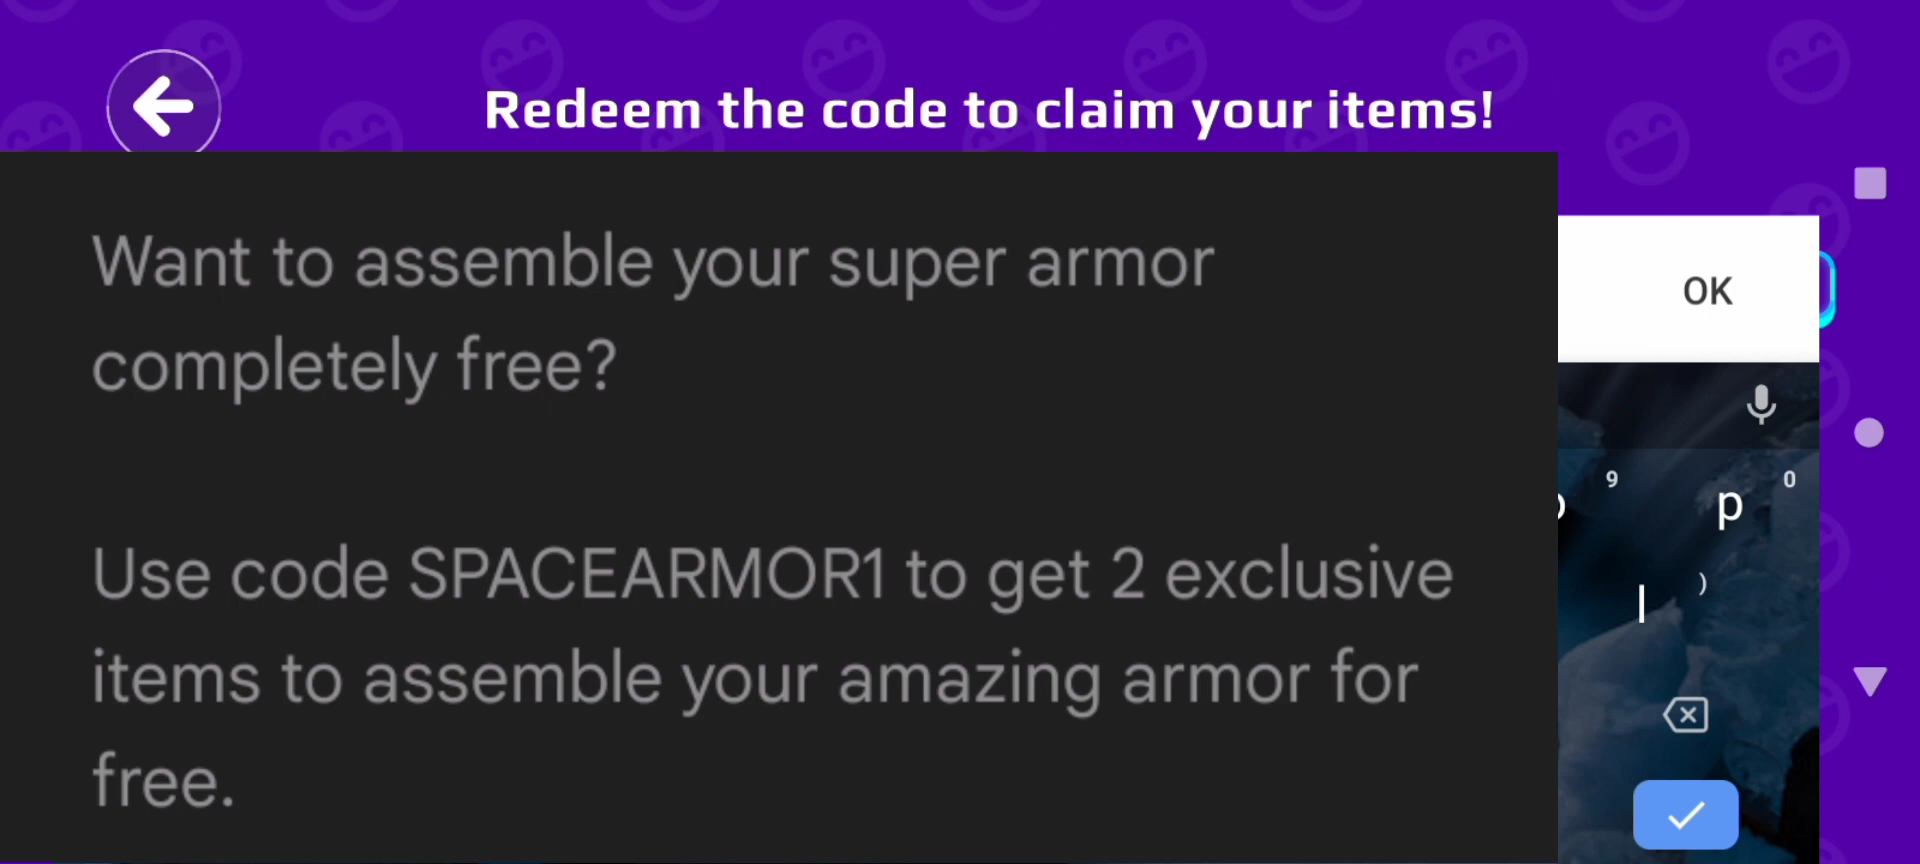 Redeem the code to claim your items!
Want to assemble your super armor
completely free?
OK
9
0
p
l
)
Use code SPACEARMOR1 to get 2 exclusive
items to assemble your amazing armor for
free.